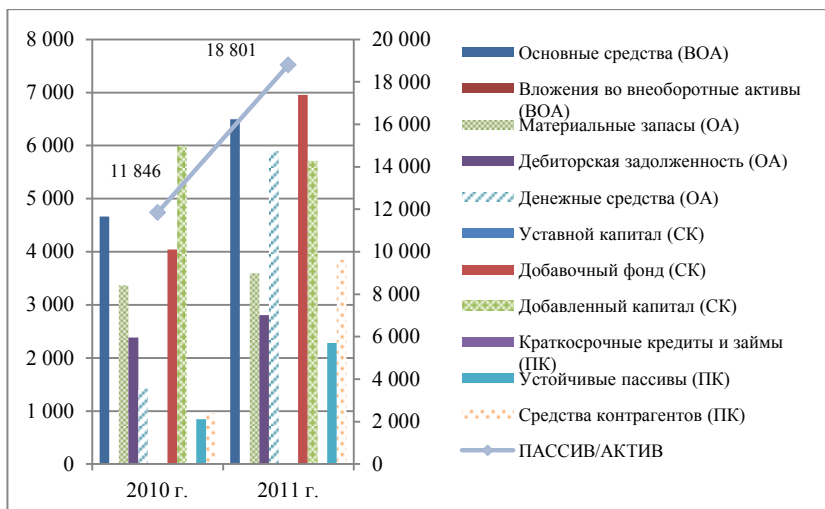 8 000
7 000
6 000
5 000
4 000
3 000
2 000
1 000
0
11 846
18 801
20 000
18 000
16 000
14 000
12 000
10 000
8 000
6 000
4 000
2 000
0
2010 г.
2011 г.
Основные средства (ВОА)
Вложения во внеоборотные активы
(ВОА)
Материальные запасы (ОА)
Дебиторская задолженность (ОА)
Денежные средства (ОА)
Уставной капитал (СК)
Добавочный фонд (СК)
Добавленный капитал (СК)
Краткосрочные кредиты и займы
(ПК)
Устойчивые пассивы (ПК)
Средства контрагентов (ПК)
ПАССИВ/АКТИВ